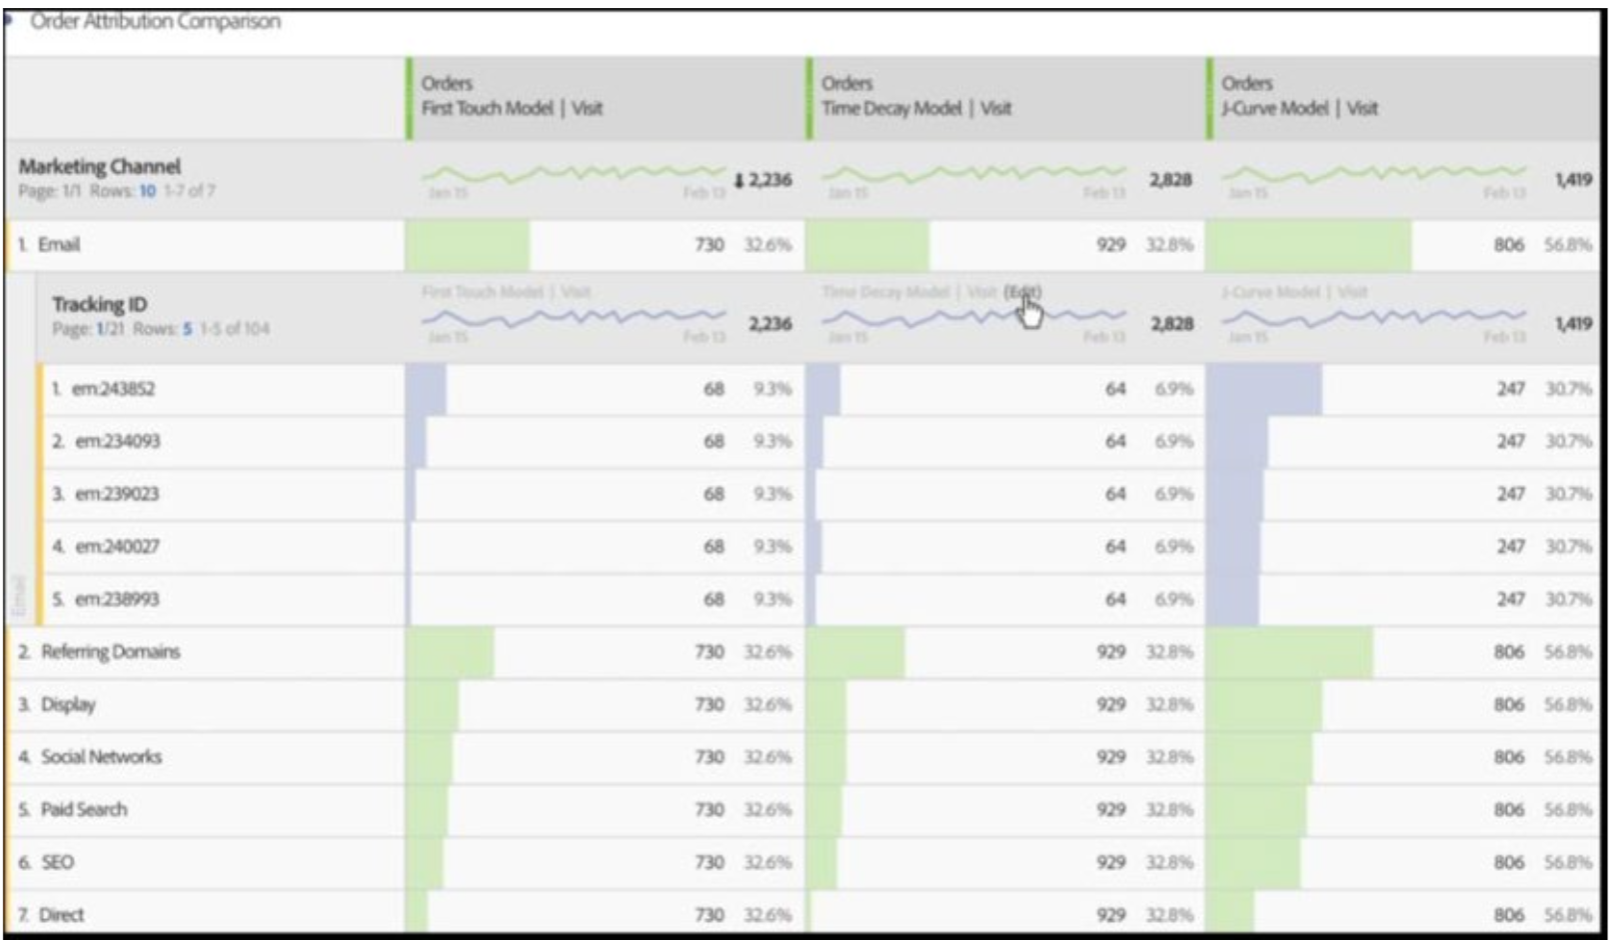 Order Attribution Comparison
Orders
First Touch Model | Visit
Orders
Time Decay Model | Visit
Orders
J-Curve Model | Visit
Marketing Channel
Page: 1/1 Rows: 10 1-7 of 7
Jan 15 Feb 13 2,236
Jan 15 Feb 13 2,828
Jan 15 Feb 13 1,419
1. Email 730 32.6% 929 32.8% 806 56.8%
Tracking ID
Page: 1/21 Rows: 5 1-5 of 104
First Touch Model | Visit
Jan 15 Feb 13 2,236
Time Decay Model | Visit (Edit)
Jan 15 Feb 13 2,828
J-Curve Model | Visit
Jan 15 Feb 13 1,419
1. em:243852 68 9.3% 64 6.9% 247 30.7%
2. em:234093 68 9.3% 64 6.9% 247 30.7%
3. em:239023 68 9.3% 64 6.9% 247 30.7%
4. em:240027 68 9.3% 64 6.9% 247 30.7%
5. em:238993 68 9.3% 64 6.9% 247 30.7%
Email
2. Referring Domains 730 32.6% 929 32.8% 806 56.8%
3. Display 730 32.6% 929 32.8% 806 56.8%
4. Social Networks 730 32.6% 929 32.8% 806 56.8%
5. Paid Search 730 32.6% 929 32.8% 806 56.8%
6. SEO 730 32.6% 929 32.8% 806 56.8%
7. Direct 730 32.6% 929 32.8% 806 56.8%